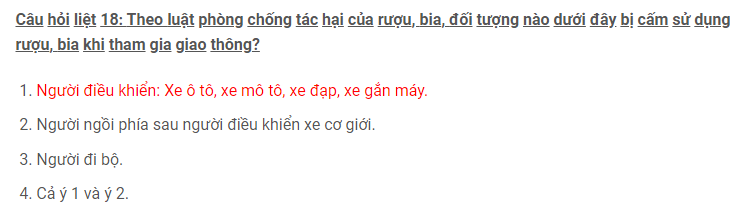 Câu hỏi liệt 18: Theo luật phòng chống tác hại của rượu, bia, đối tượng nào dưới đây bị cấm sử dụng
rượu, bia khi tham gia giao thông?
1. Người điều khiển: Xe ô tô, xe mô tô, xe đạp, xe gắn máy.
2. Người ngồi phía sau người điều khiển xe cơ giới.
3. Người đi bộ.
4. Cả ý 1 và ý 2.